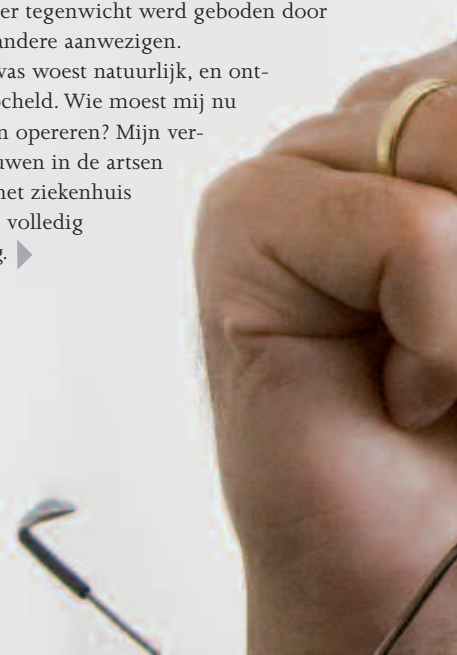 er tegenwicht werd geboden door
andere aanwezigen.
was woest natuurlijk, en ont-
cheld. Wie moest mij nu
n opereren? Mijn ver-
uwen in de artsen
het ziekenhuis
volledig
g.